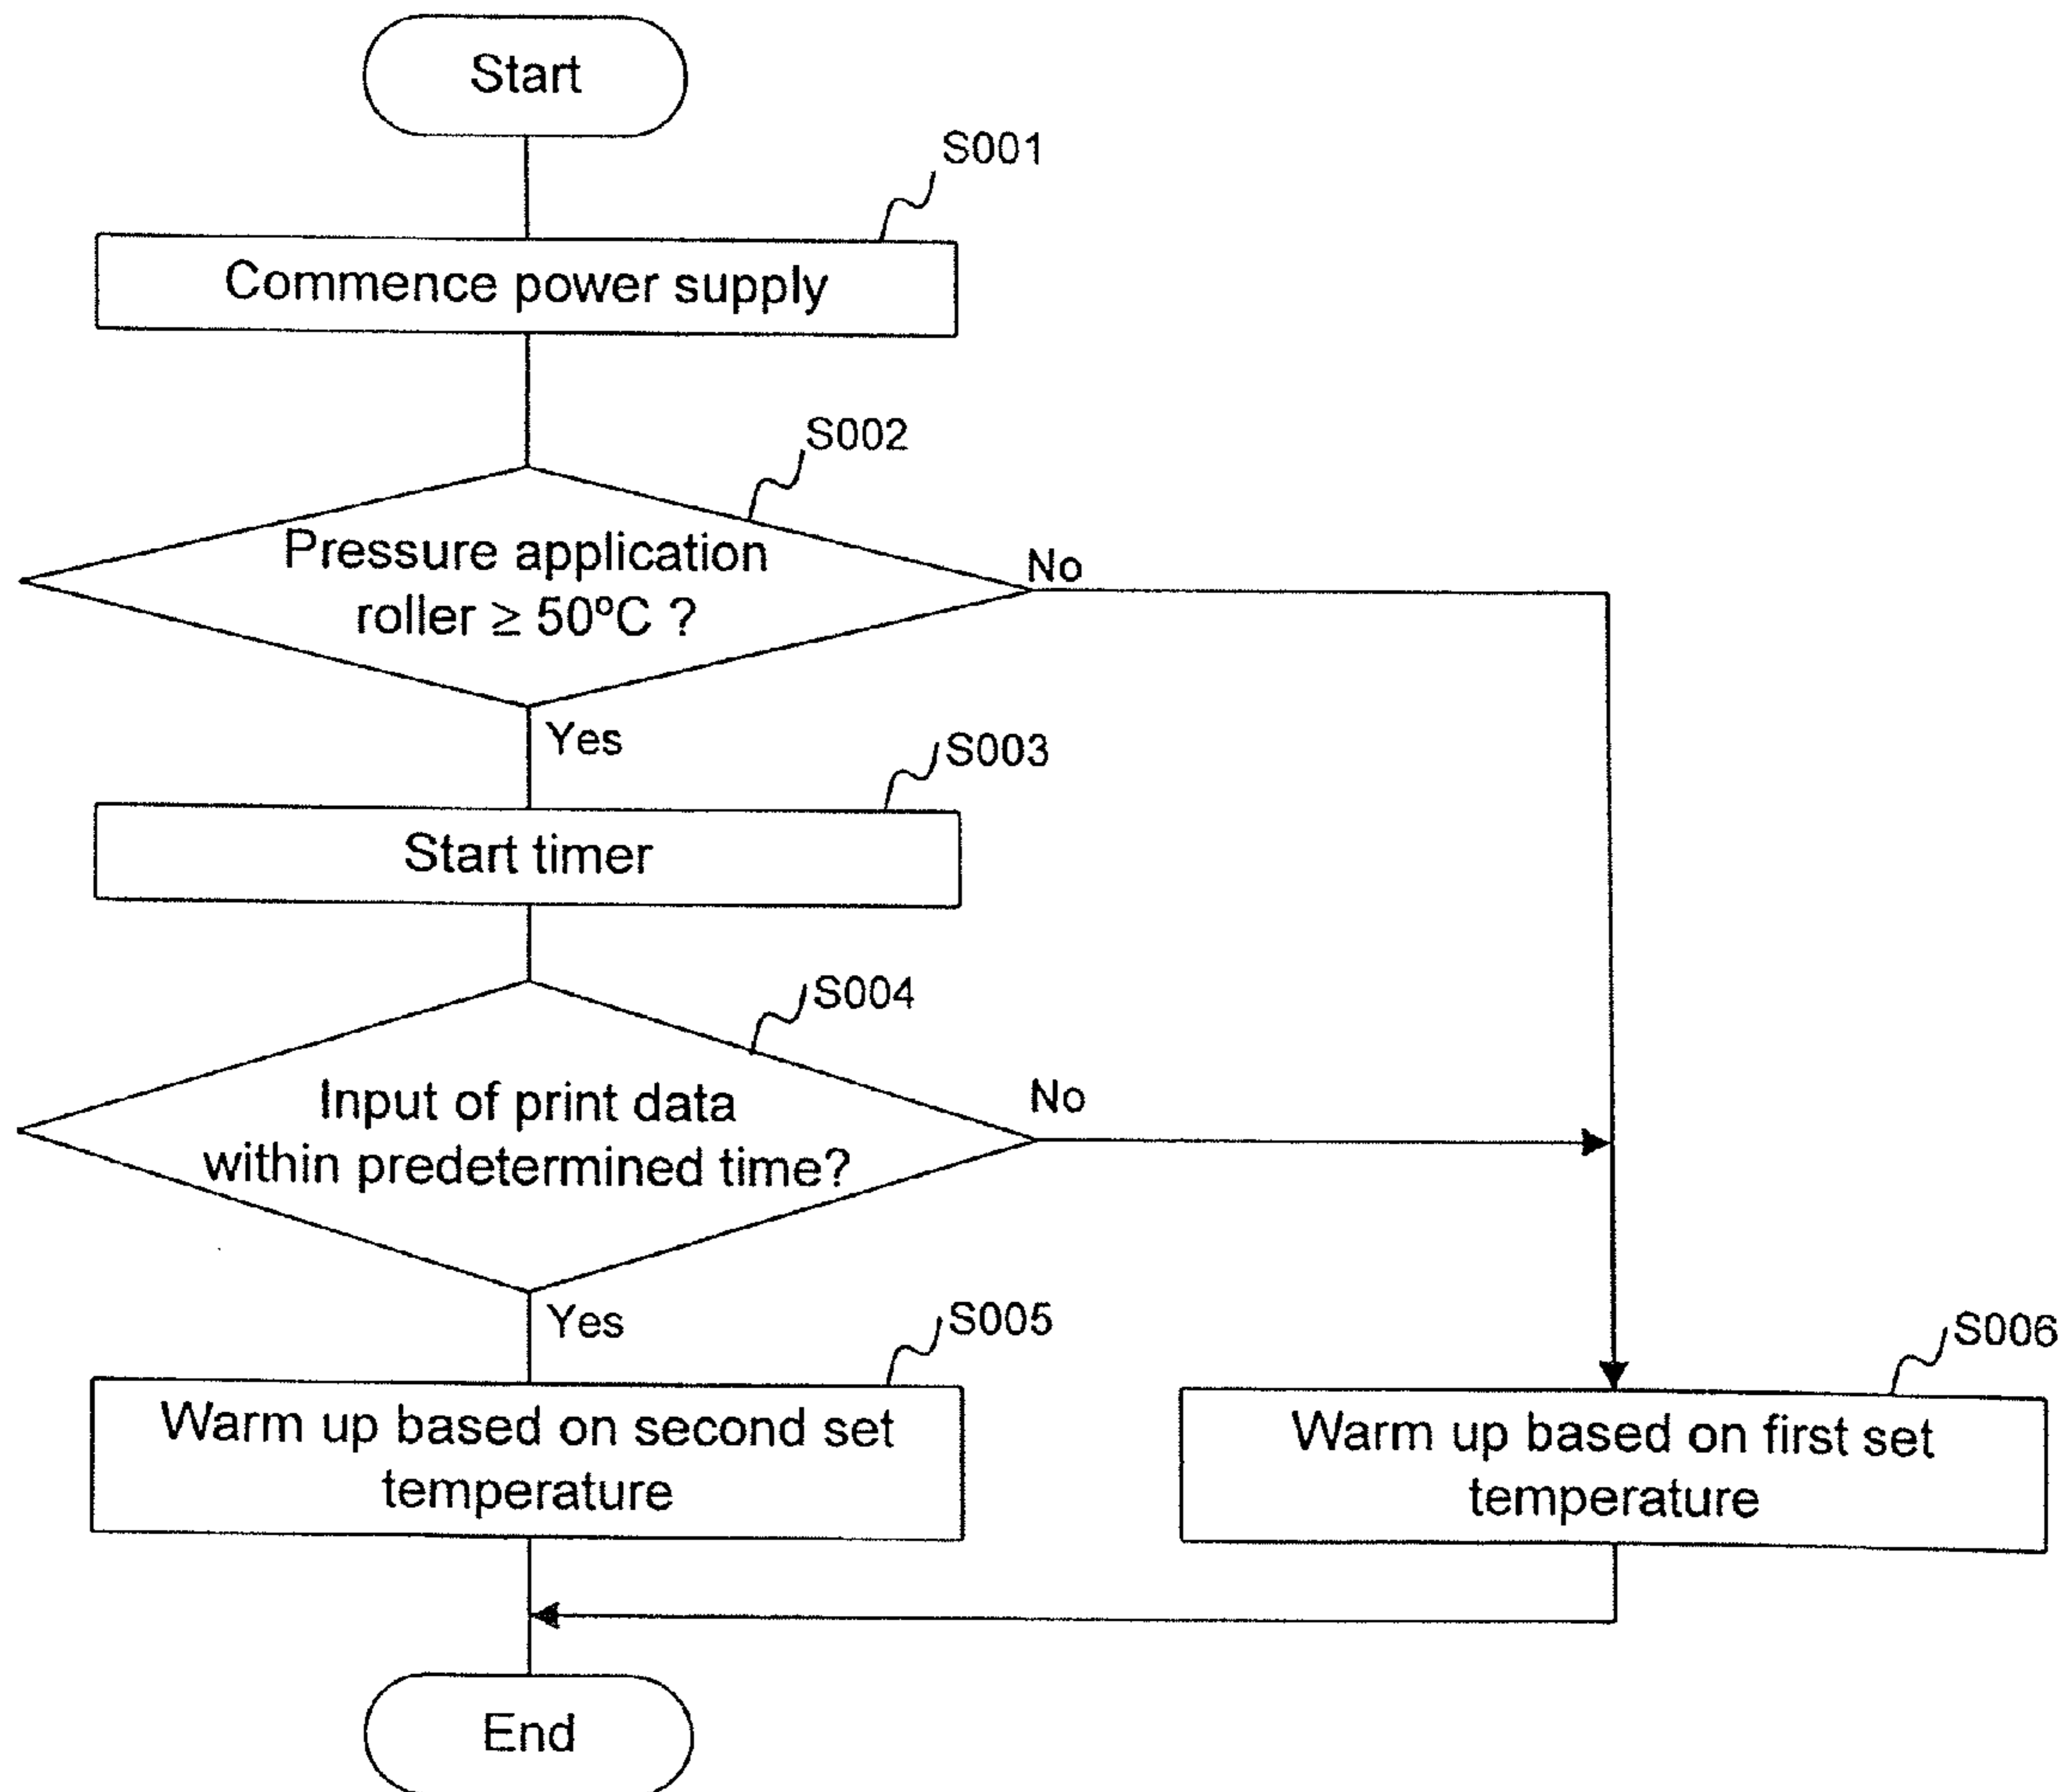 Start
S001
Commence power supply
S002
Pressure application
roller ≥ 50ºC ?
No
Yes
S003
Start timer
S004
Input of print data
within predetermined time?
No
Yes
S005
Warm up based on second set
temperature
S006
Warm up based on first set
temperature
End